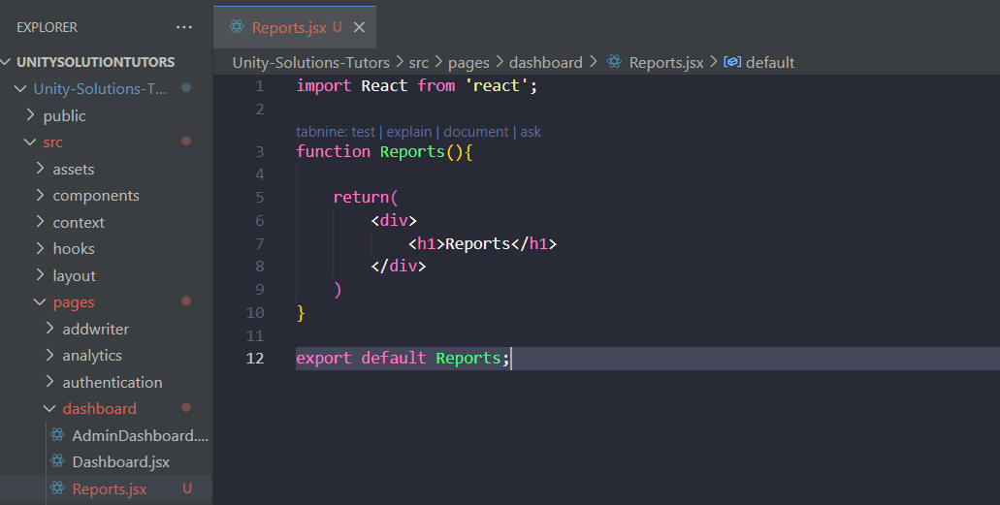 EXPLORER ...
UNITYSOLUTIONTUTORS
Unity-Solutions-T...
public
src
assets
components
context
hooks
layout
pages
addwriter
analytics
authentication
dashboard
AdminDashboard....
Dashboard.jsx
Reports.jsx U
Reports.jsx U
Unity-Solutions-Tutors > src > pages > dashboard > Reports.jsx > default
1 import React from 'react';
2
tabnine: test | explain | document | ask
3 function Reports(){
4
5 return(
6 <div>
7 <h1>Reports</h1>
8 </div>
9 )
10 }
11
12 export default Reports;